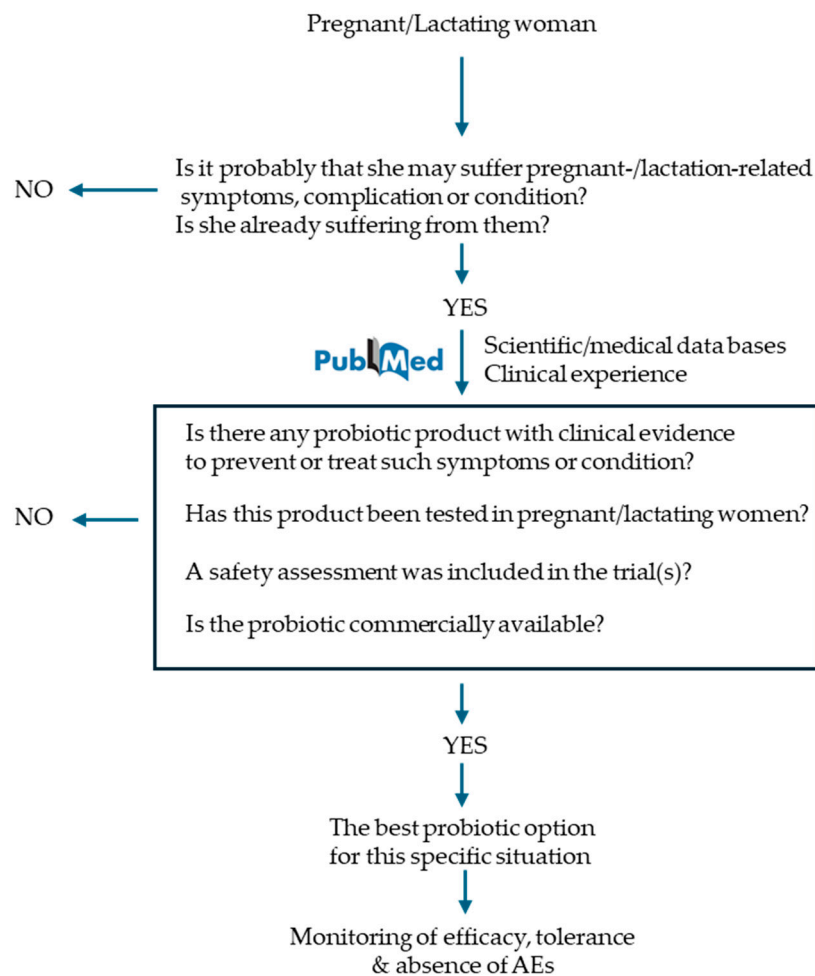 Pregnant/Lactating woman
Is it probably that she may suffer pregnant-/lactation-related
NO
symptoms, complication or condition?
Is she already suffering from them?
YES
PubMed
Scientific/medical data bases
Clinical experience
Is there any probiotic product with clinical evidence
to prevent or treat such symptoms or condition?
NO
Has this product been tested in pregnant/lactating women?
A safety assessment was included in the trial(s)?
Is the probiotic commercially available?
YES
The best probiotic option
for this specific situation
Monitoring of efficacy, tolerance
& absence of AEs